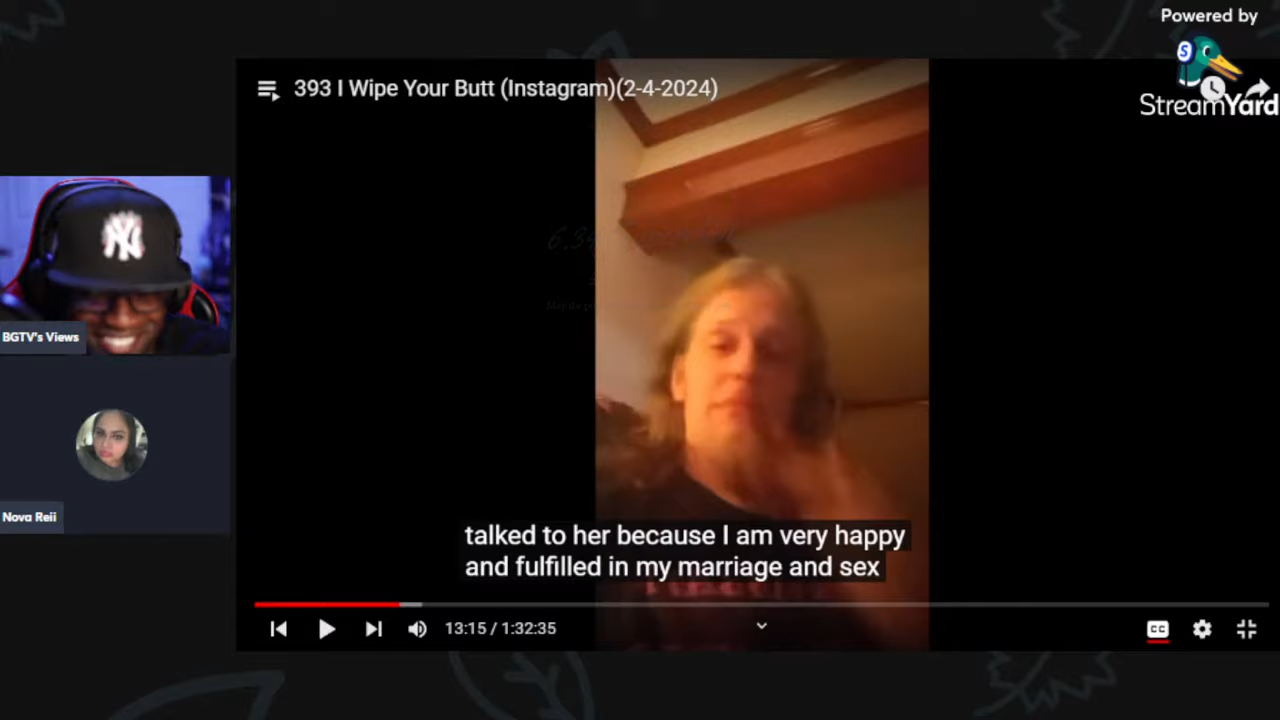 Powered by
StreamYard
393 I Wipe Your Butt (Instagram)(2-4-2024)
BGTV's Views
Nova Reii
talked to her because I am very happy
and fulfilled in my marriage and sex
13:15 / 1:32:35
CC